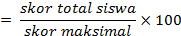 = skor total siswa / skor maksimal × 100